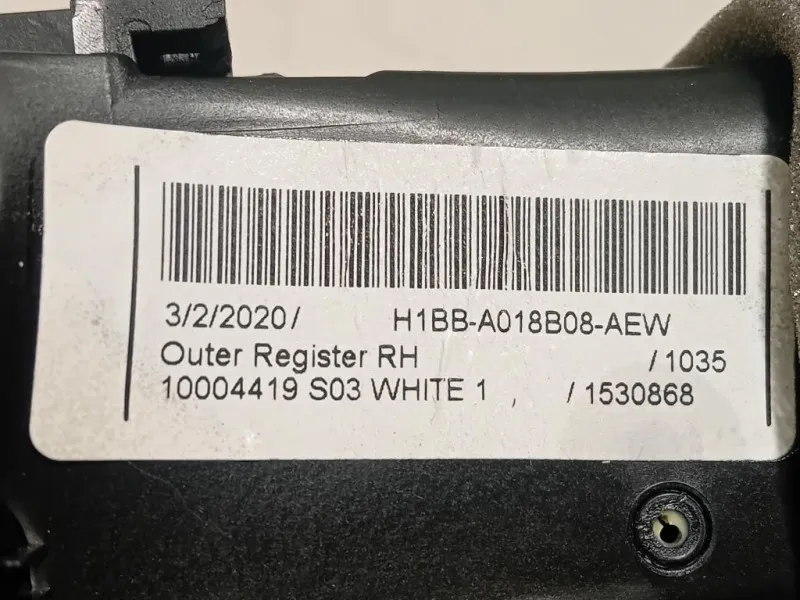 3/2/2020/ H1BB-A018B08-AEW
Outer Register RH /1035
10004419 S03 WHITE 1 , /1530868